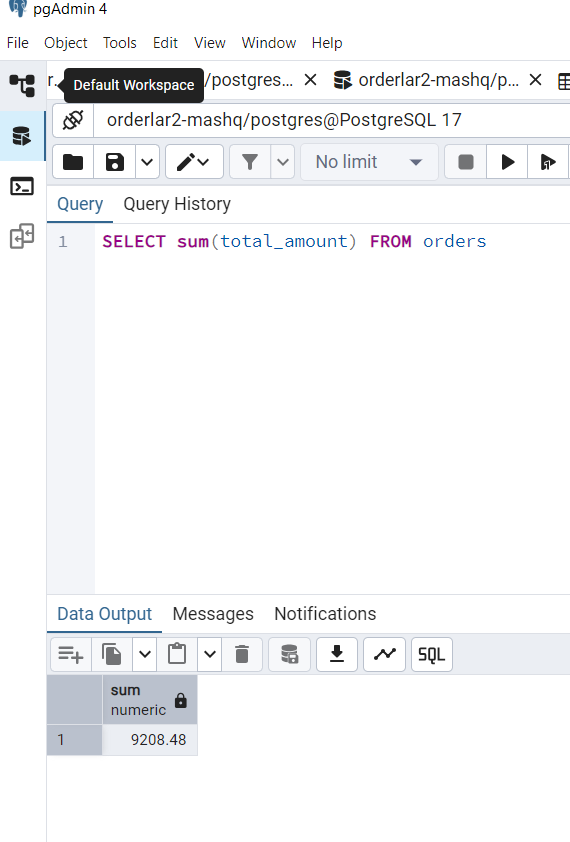 pgAdmin 4
File Object Tools Edit View Window Help
r. Default Workspace /postgres... orderlar2-mashq/p...
orderlar2-mashq/postgres@PostgreSQL 17
No limit
Query Query History
1 SELECT sum(total_amount) FROM orders
Data Output Messages Notifications
SQL
sum
numeric
1 9208.48